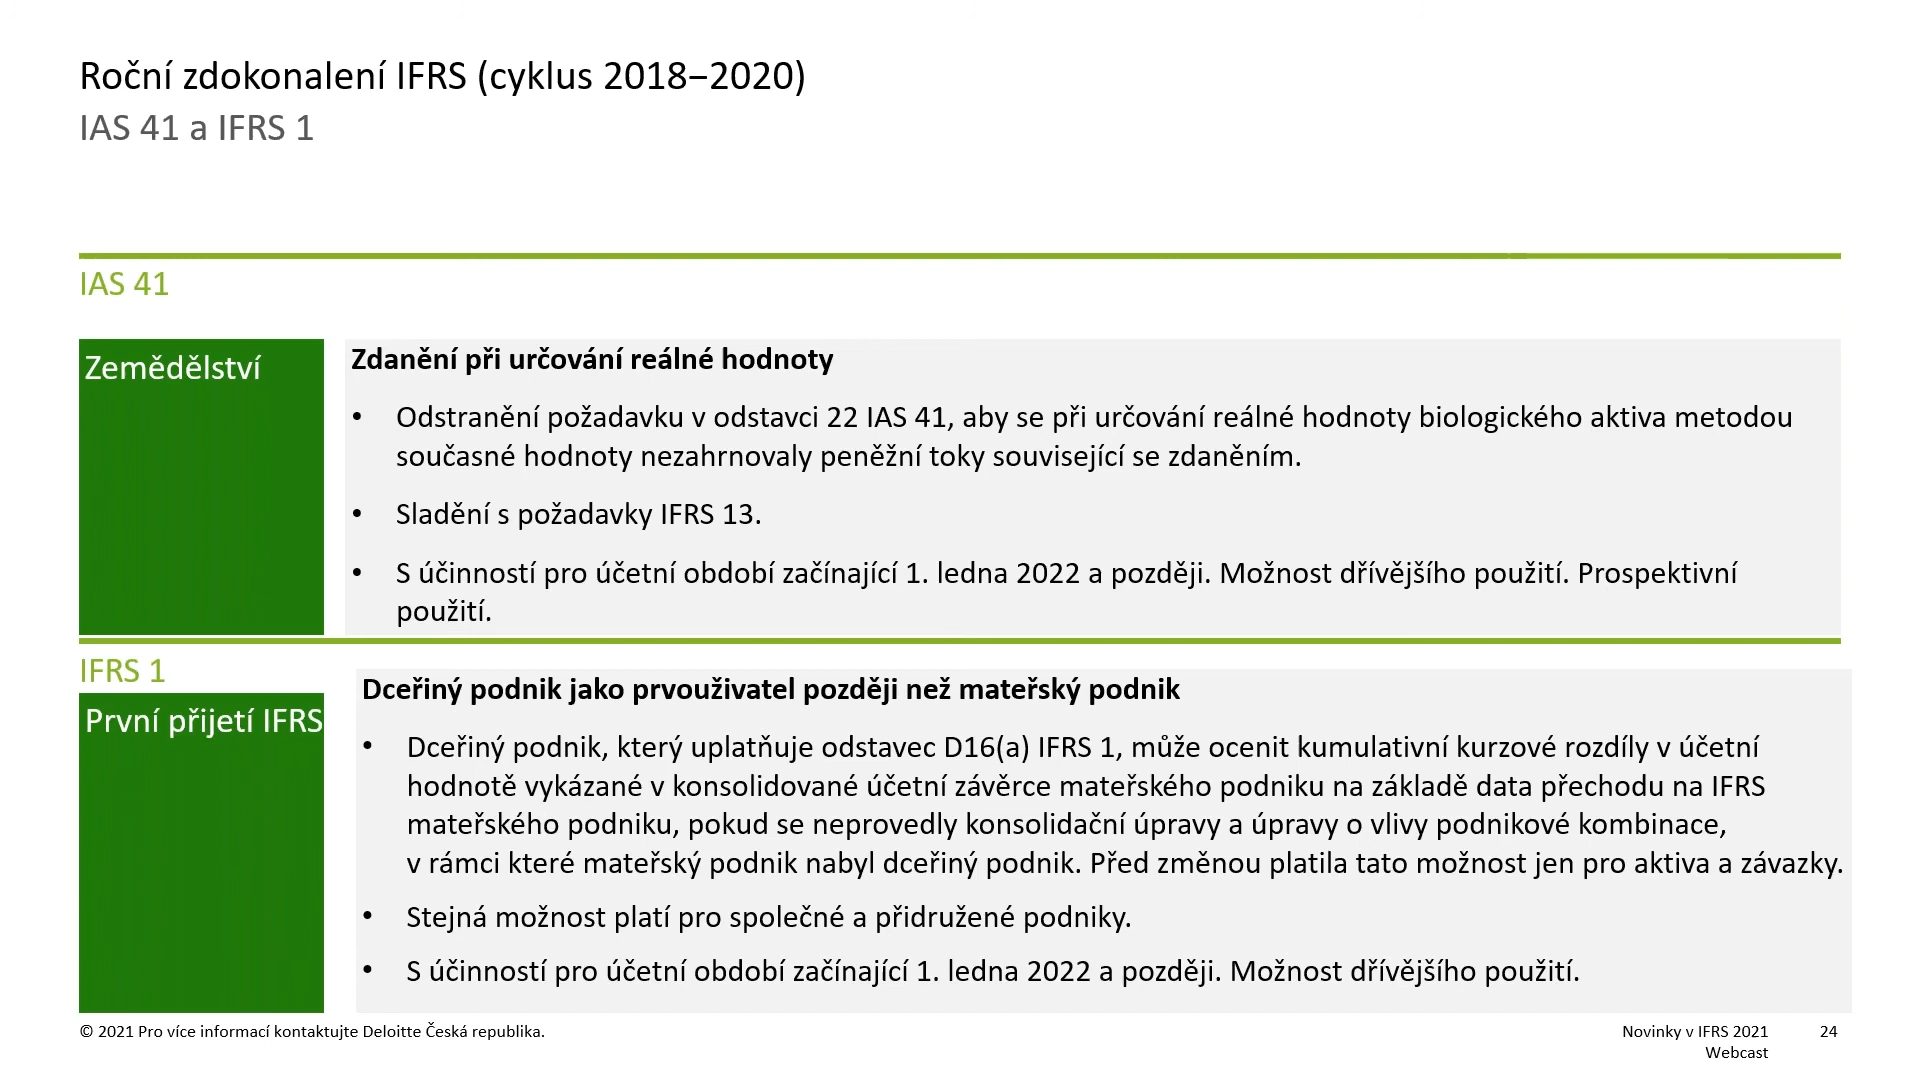 Roční zdokonalení IFRS (cyklus 2018–2020)
IAS 41 a IFRS 1
IAS 41
Zemědělství
Zdanění při určování reálné hodnoty
• Odstranění požadavku v odstavci 22 IAS 41, aby se při určování reálné hodnoty biologického aktiva metodou
současné hodnoty nezahrnovaly peněžní toky související se zdaněním.
• Sladění s požadavky IFRS 13.
• S účinností pro účetní období začínající 1. ledna 2022 a později. Možnost dřívějšího použití. Prospektivní
použití.
IFRS 1
První přijetí IFRS
Dceřiný podnik jako prvouživatel později než mateřský podnik
• Dceřiný podnik, který uplatňuje odstavec D16(a) IFRS 1, může ocenit kumulativní kurzové rozdíly v účetní
hodnotě vykázané v konsolidované účetní závěrce mateřského podniku na základě data přechodu na IFRS
mateřského podniku, pokud se neprovedly konsolidační úpravy a úpravy o vlivy podnikové kombinace,
v rámci které mateřský podnik nabyl dceřiný podnik. Před změnou platila tato možnost jen pro aktiva a závazky.
• Stejná možnost platí pro společné a přidružené podniky.
• S účinností pro účetní období začínající 1. ledna 2022 a později. Možnost dřívějšího použití.
© 2021 Pro více informací kontaktujte Deloitte Česká republika.
Novinky v IFRS 2021
Webcast
24